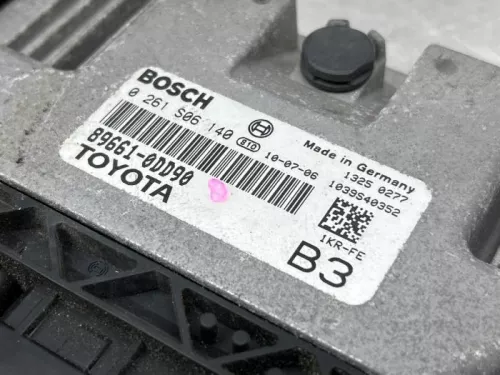 BOSCH
0 261 S06 140
810
10-07-06
89661-0DD90
TOYOTA
Made in Germany
1325 0277
1039S40352
1KR-FE
B3